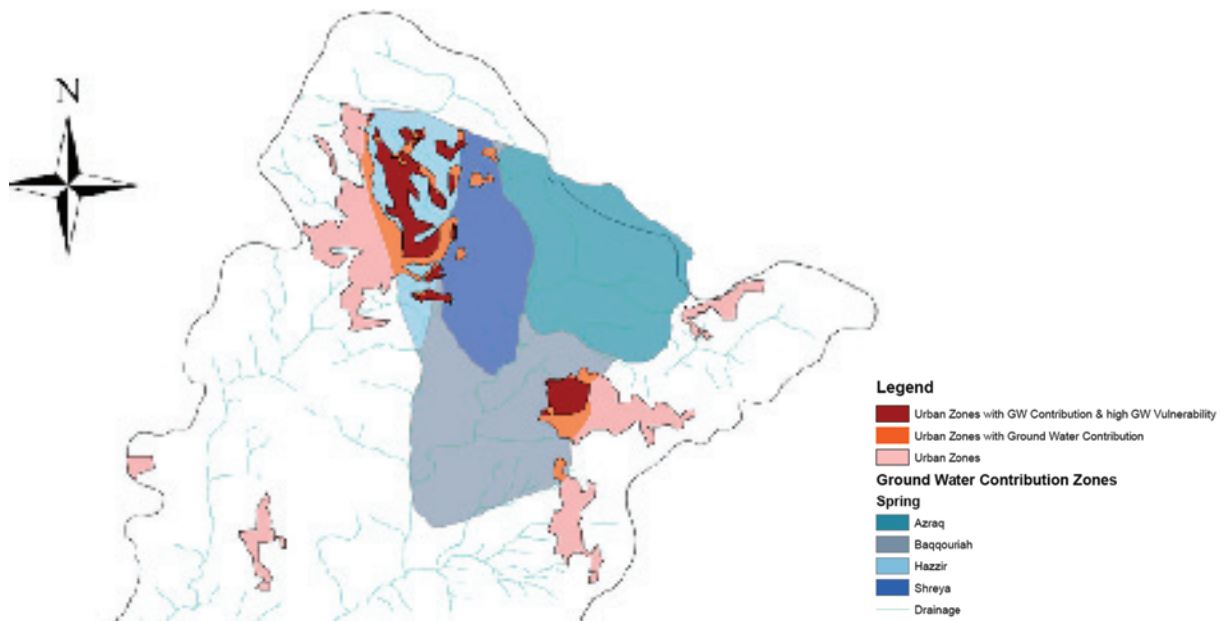 N
Legend
Urban Zones with GW Contribution & high GW Vulnerability
Urban Zones with Ground Water Contribution
Urban Zones
Ground Water Contribution Zones
Spring
Azraq
Baqqouriah
Hazzir
Shreya
Drainage